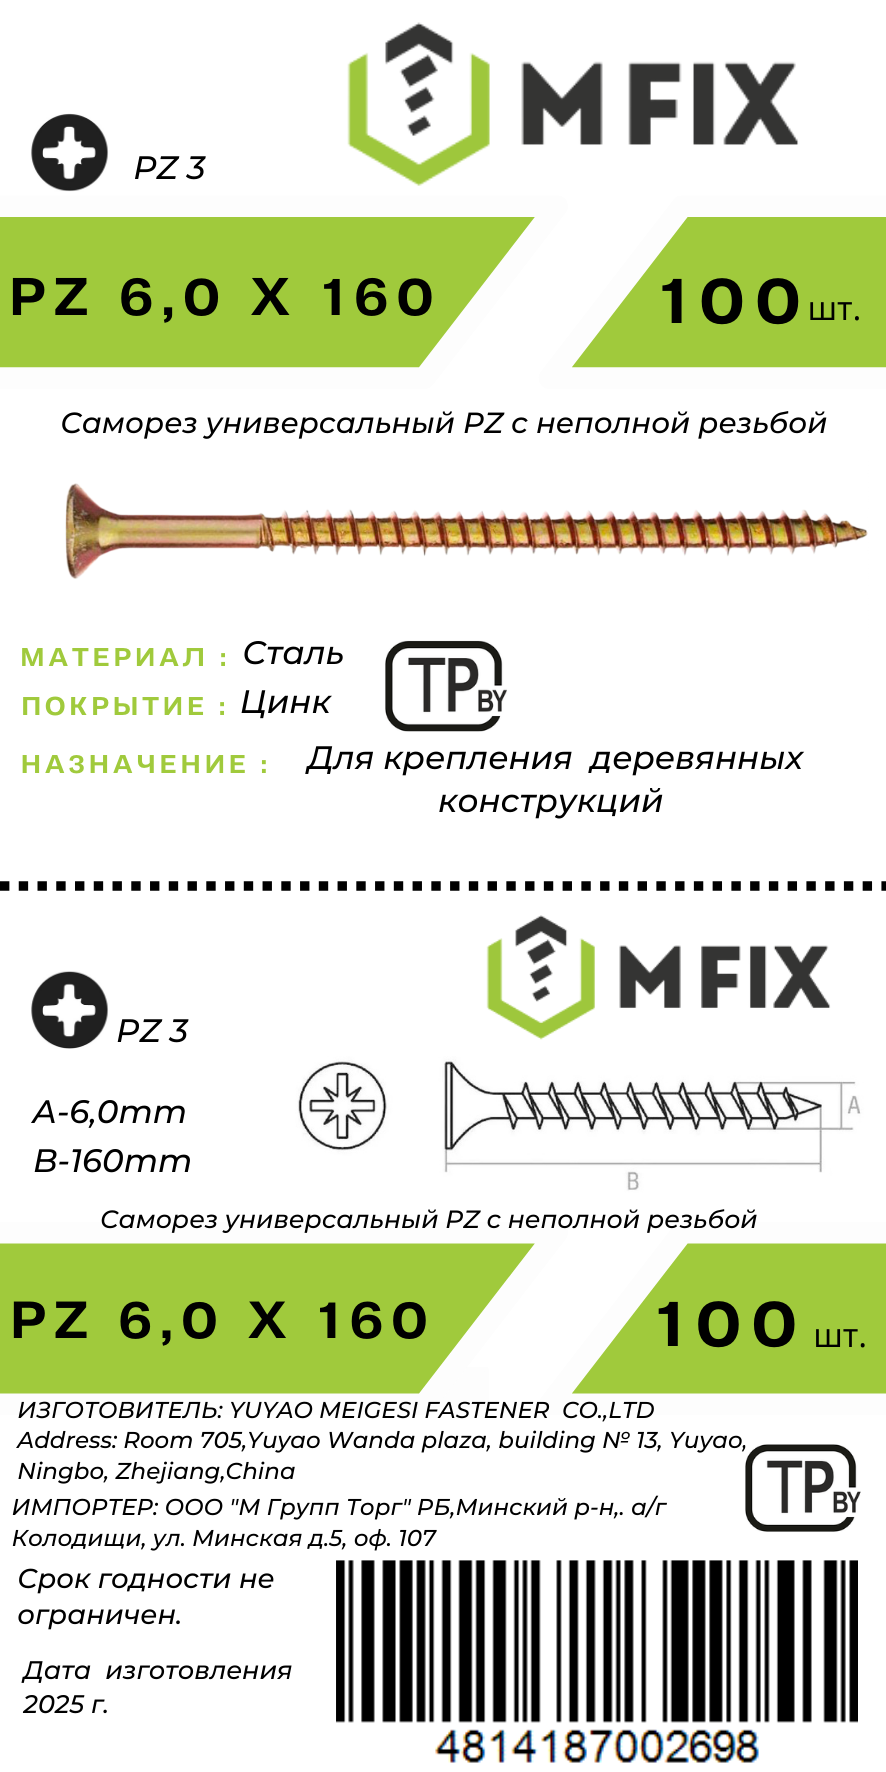 MFIX
PZ 3
PZ 6,0 X 160
100 шт.
Саморез универсальный PZ с неполной резьбой
МАТЕРИАЛ : Сталь
ПОКРЫТИЕ : Цинк
TP BY
НАЗНАЧЕНИЕ : Для крепления деревянных
конструкций
MFIX
PZ 3
A-6,0mm
B-160mm
A
B
Саморез универсальный PZ с неполной резьбой
PZ 6,0 X 160
100 шт.
ИЗГОТОВИТЕЛЬ: YUYAO MEIGESI FASTENER CO.,LTD
Address: Room 705,Yuyao Wanda plaza, building № 13, Yuyao,
Ningbo, Zhejiang,China
TP BY
ИМПОРТЕР: ООО "М Групп Торг" РБ,Минский р-н,. а/г
Колодищи, ул. Минская д.5, оф. 107
Срок годности не
ограничен.
Дата изготовления
2025 г.
4814187002698